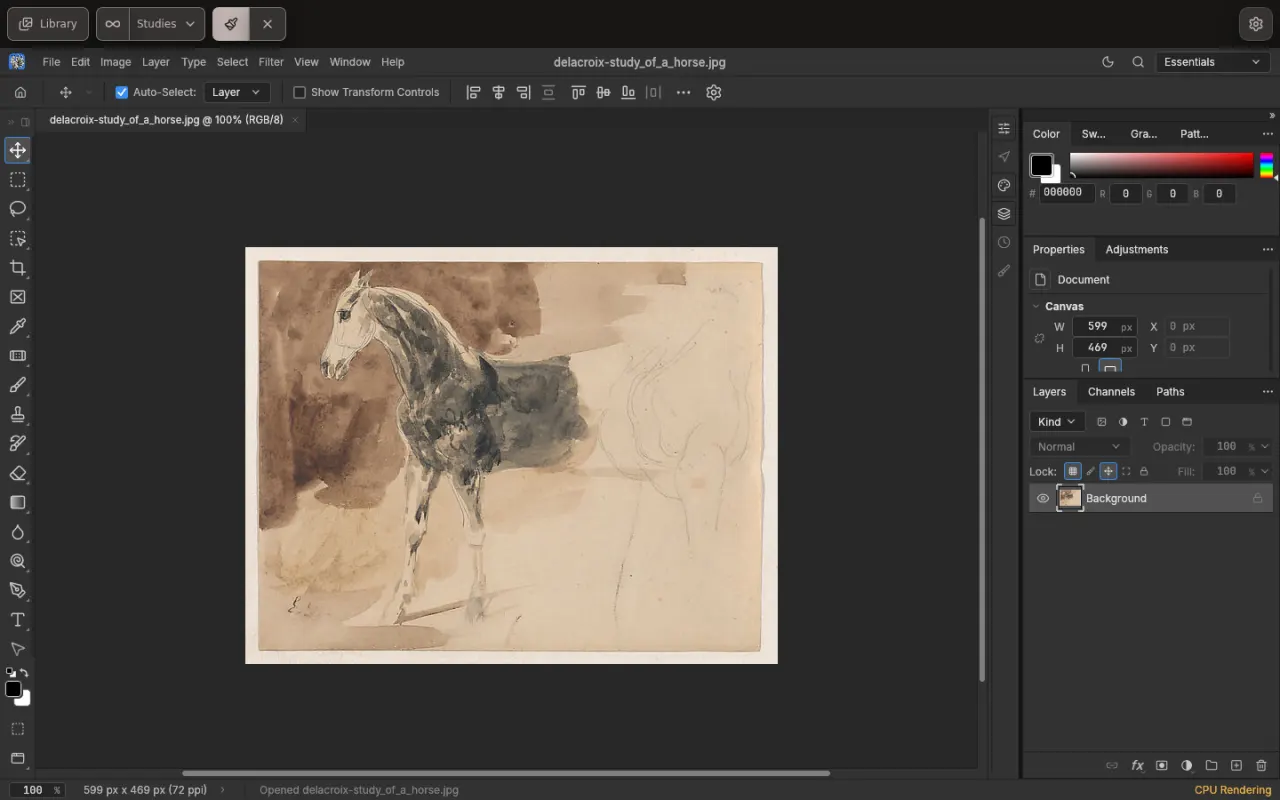 Library
Studies
File Edit Image Layer Type Select Filter View Window Help
delacroix-study_of_a_horse.jpg
Essentials
Auto-Select: Layer Show Transform Controls
delacroix-study_of_a_horse.jpg @ 100% (RGB/8)
Color Sw... Gra... Patt...
# 000000 R 0 G 0 B 0
Properties Adjustments
Document
Canvas
W 599 px X 0 px
H 469 px Y 0 px
Layers Channels Paths
Kind
Normal Opacity: 100 %
Lock: Fill: 100 %
Background
100 % 599 px x 469 px (72 ppi) Opened delacroix-study_of_a_horse.jpg CPU Rendering